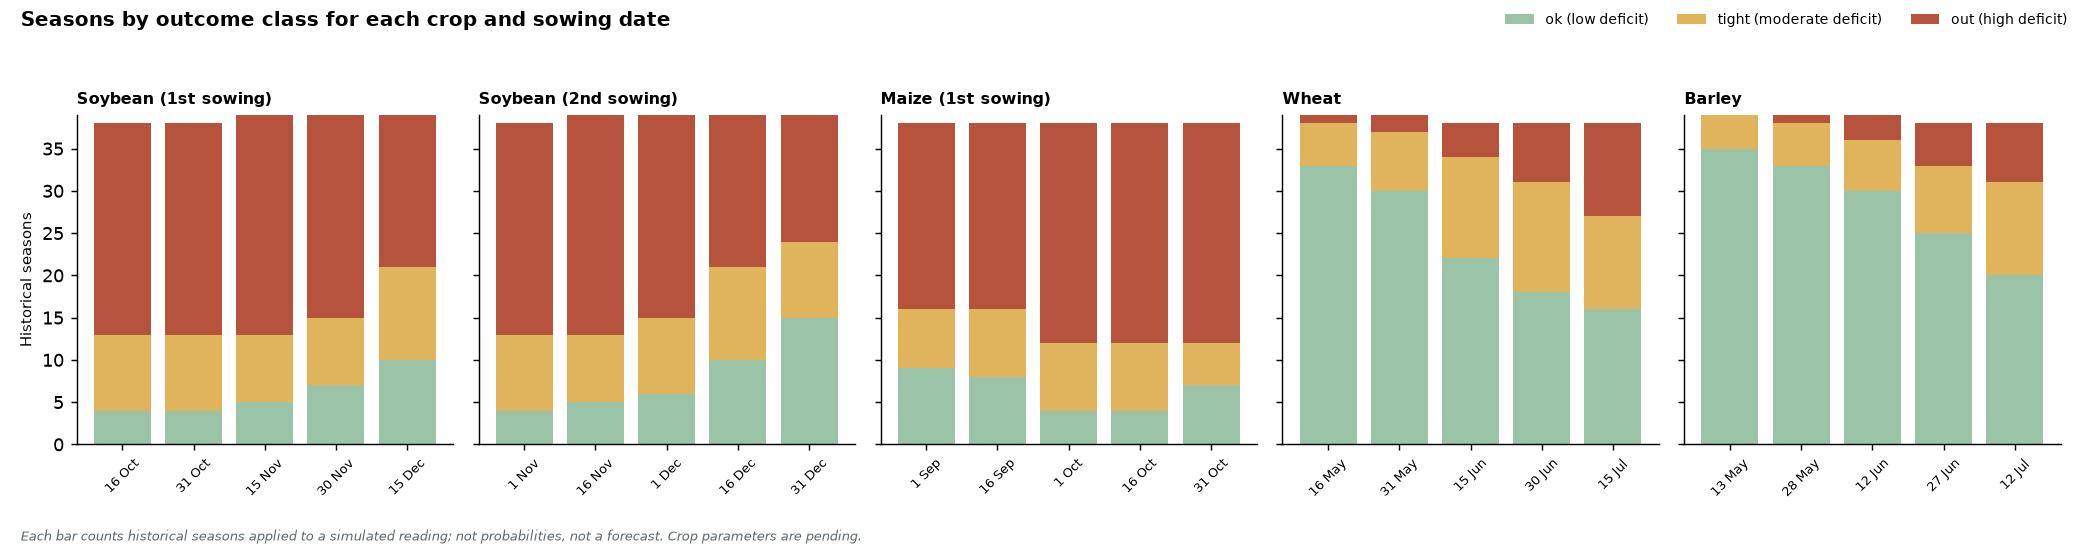 Seasons by outcome class for each crop and sowing date
ok (low deficit)
tight (moderate deficit)
out (high deficit)
Soybean (1st sowing)
Soybean (2nd sowing)
Maize (1st sowing)
Wheat
Barley
Historical seasons
35
30
25
20
15
10
5
0
16 Oct
31 Oct
15 Nov
30 Nov
15 Dec
1 Nov
16 Nov
1 Dec
16 Dec
31 Dec
1 Sep
16 Sep
1 Oct
16 Oct
31 Oct
16 May
31 May
15 Jun
30 Jun
15 Jul
13 May
28 May
12 Jun
27 Jun
12 Jul
Each bar counts historical seasons applied to a simulated reading; not probabilities, not a forecast. Crop parameters are pending.